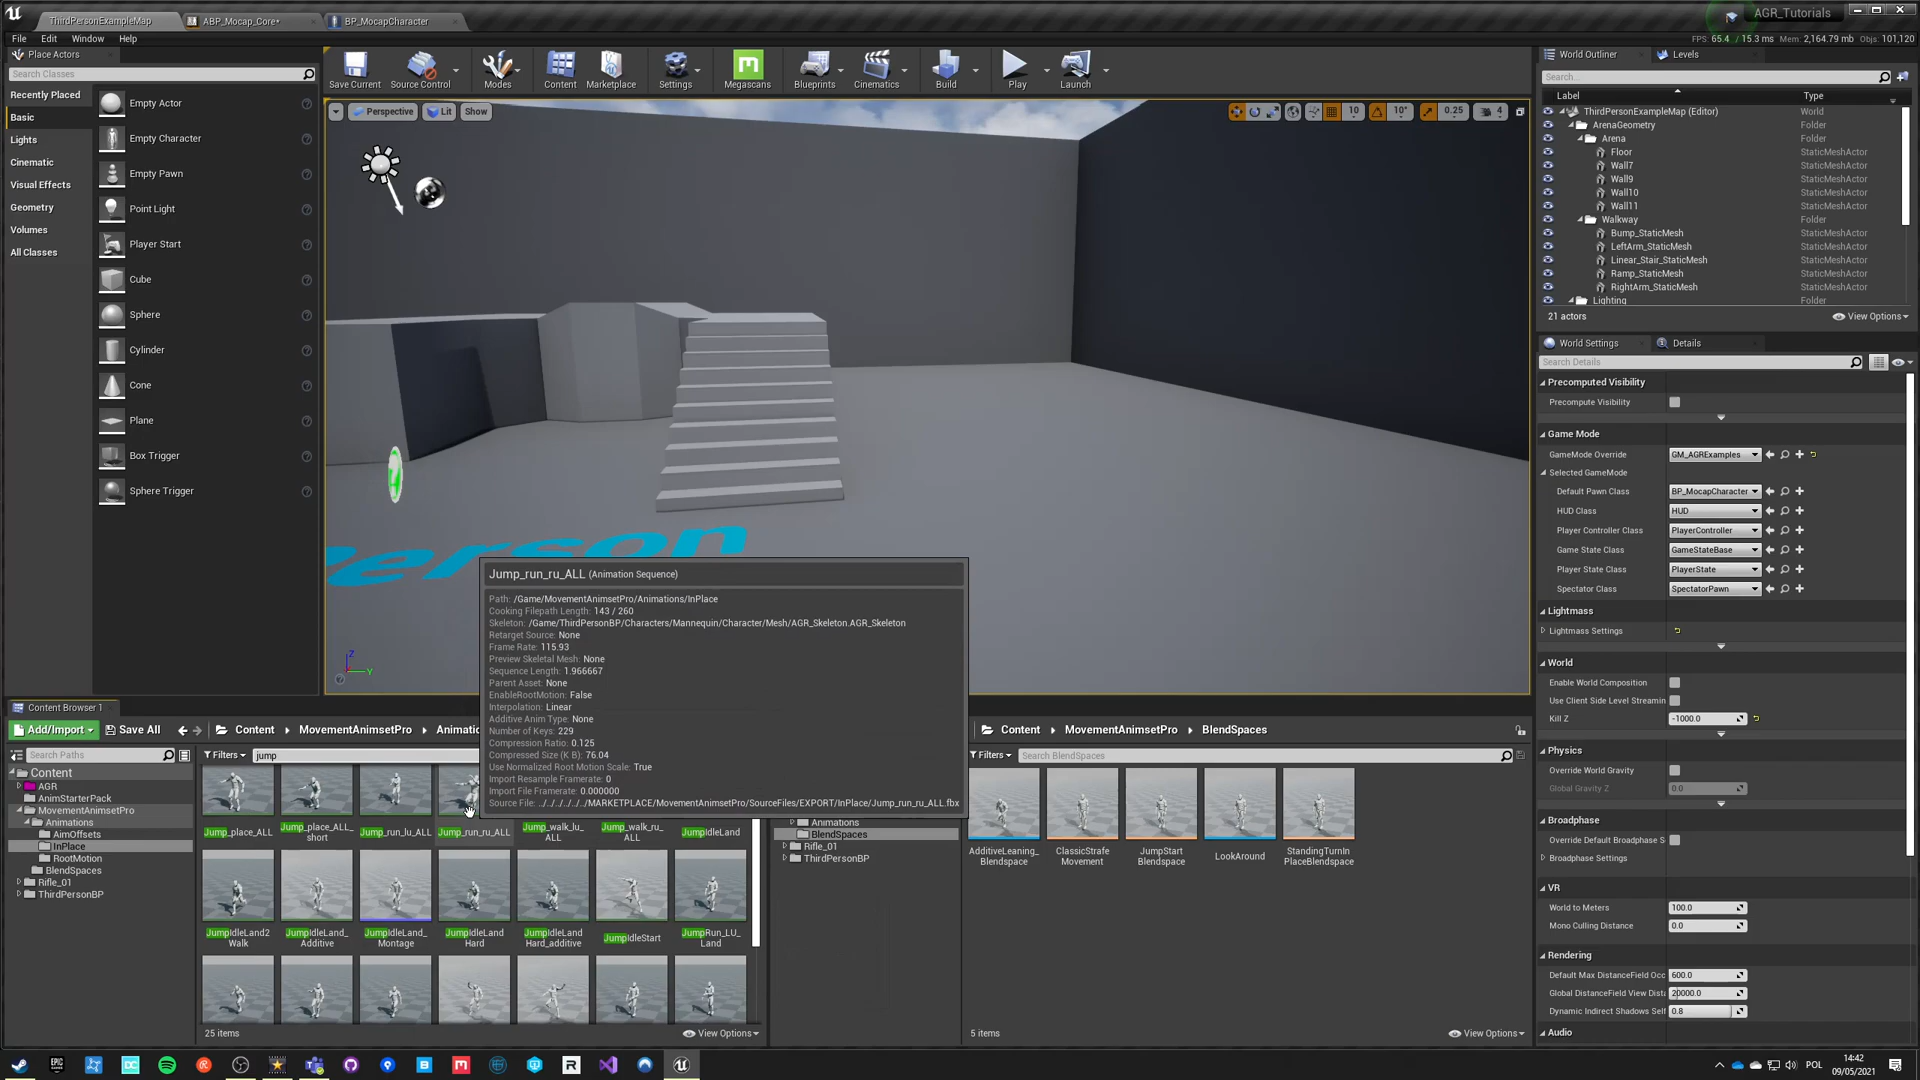 ThirdPersonExampleMap
ABP_Mocap_Core*
BP_MocapCharacter
AGR_Tutorials
File Edit Window Help
FPS: 65.4 / 15.3 ms Mem: 2,164.79 mb Objs: 101,120
Place Actors
Search Classes
Recently Placed
Basic
Lights
Cinematic
Visual Effects
Geometry
Volumes
All Classes
Empty Actor
Empty Character
Empty Pawn
Point Light
Player Start
Cube
Sphere
Cylinder
Cone
Plane
Box Trigger
Sphere Trigger
Save Current
Source Control
Modes
Content
Marketplace
Settings
Megascans
Blueprints
Cinematics
Build
Play
Launch
Perspective Lit Show
10 10° 0.25 4
erson
Z
Y
Jump_run_ru_ALL (Animation Sequence)
Path: /Game/MovementAnimsetPro/Animations/InPlace
Cooking Filepath Length: 143 / 260
Skeleton: /Game/ThirdPersonBP/Characters/Mannequin/Character/Mesh/AGR_Skeleton.AGR_Skeleton
Retarget Source: None
Frame Rate: 115.93
Preview Skeletal Mesh: None
Sequence Length: 1.966667
Parent Asset: None
EnableRootMotion: False
Interpolation: Linear
Additive Anim Type: None
Number of Keys: 229
Compression Ratio: 0.125
Compressed Size (K B): 76.04
Use Normalized Root Motion Scale: True
Import Resample Framerate: 0
Import File Framerate: 0.000000
Source File: ../../../../../../MARKETPLACE/MovementAnimsetPro/SourceFiles/EXPORT/InPlace/Jump_run_ru_ALL.fbx
Content Browser 1
Add/Import Save All Content MovementAnimsetPro Animatio
Search Paths
Filters jump
Content
AGR
AnimStarterPack
MovementAnimsetPro
Animations
AimOffsets
InPlace
RootMotion
BlendSpaces
Rifle_01
ThirdPersonBP
Jump_place_ALL
Jump_place_ALL_short
Jump_run_lu_ALL
Jump_run_ru_ALL
Jump_walk_lu_ALL
Jump_walk_ru_ALL
JumpIdleLand
JumpIdleLand2Walk
JumpIdleLand_Additive
JumpIdleLand_Montage
JumpIdleLandHard
JumpIdleLandHard_additive
JumpIdleStart
JumpRun_LU_Land
25 items
View Options
Content MovementAnimsetPro BlendSpaces
Filters Search BlendSpaces
Animations
BlendSpaces
Rifle_01
ThirdPersonBP
AdditiveLeaning_Blendspace
ClassicStrafe Movement
JumpStart Blendspace
LookAround
StandingTurnIn PlaceBlendspace
5 items
View Options
World Outliner
Levels
Search...
Label Type
ThirdPersonExampleMap (Editor) World
ArenaGeometry Folder
Arena Folder
Floor StaticMeshActor
Wall7 StaticMeshActor
Wall9 StaticMeshActor
Wall10 StaticMeshActor
Wall11 StaticMeshActor
Walkway Folder
Bump_StaticMesh StaticMeshActor
LeftArm_StaticMesh StaticMeshActor
Linear_Stair_StaticMesh StaticMeshActor
Ramp_StaticMesh StaticMeshActor
RightArm_StaticMesh StaticMeshActor
Lighting Folder
21 actors
View Options
World Settings
Details
Search Details
Precomputed Visibility
Precompute Visibility
Game Mode
GameMode Override GM_AGRExamples
Selected GameMode
Default Pawn Class BP_MocapCharacter
HUD Class HUD
Player Controller Class PlayerController
Game State Class GameStateBase
Player State Class PlayerState
Spectator Class SpectatorPawn
Lightmass
Lightmass Settings
World
Enable World Composition
Use Client Side Level Streamin
Kill Z -1000.0
Physics
Override World Gravity
Global Gravity Z 0.0
Broadphase
Override Default Broadphase S
Broadphase Settings
VR
World to Meters 100.0
Mono Culling Distance 0.0
Rendering
Default Max DistanceField Occ 600.0
Global DistanceField View Dista 20000.0
Dynamic Indirect Shadows Self 0.8
Audio
POL
14:42
09/05/2021